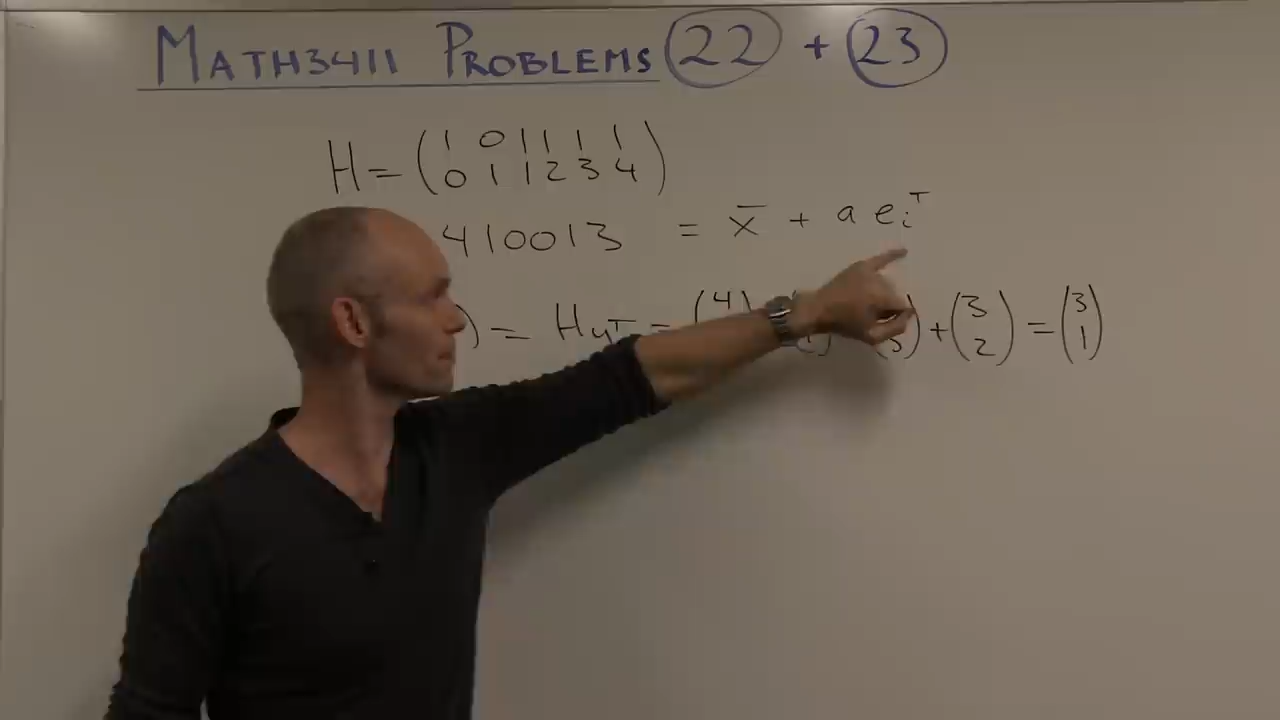 MATH3411 PROBLEMS 22 + 23
H = ( 1 0 1 1 1 1
0 1 1 2 3 4 )
410013 = x̄ + a eᵢᵀ
) = Hyᵀ = ( 4 + ( 3 2 ) = ( 3 1 )